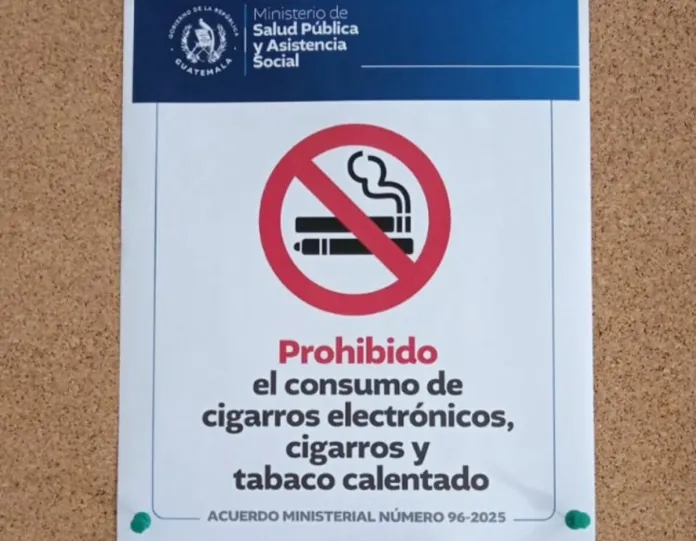 GOBIERNO DE LA REPÚBLICA
GUATEMALA
Ministerio de
Salud Pública
y Asistencia
Social
Prohibido
el consumo de
cigarros electrónicos,
cigarros y
tabaco calentado
ACUERDO MINISTERIAL NÚMERO 96-2025